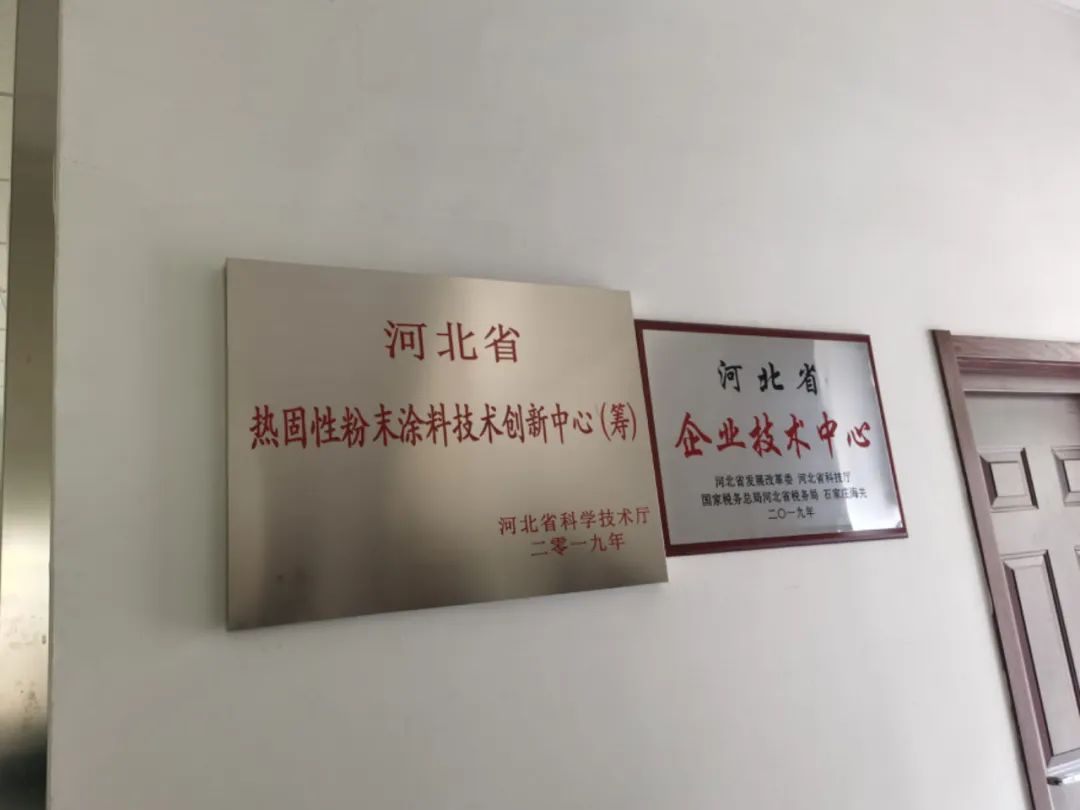 河北省
热固性粉末涂料技术创新中心(筹)
河北省科学技术厅
二零一九年
河北省
企业技术中心
河北省发展改革委 河北省科技厅
国家税务总局河北省税务局 石家庄海关
二〇一九年